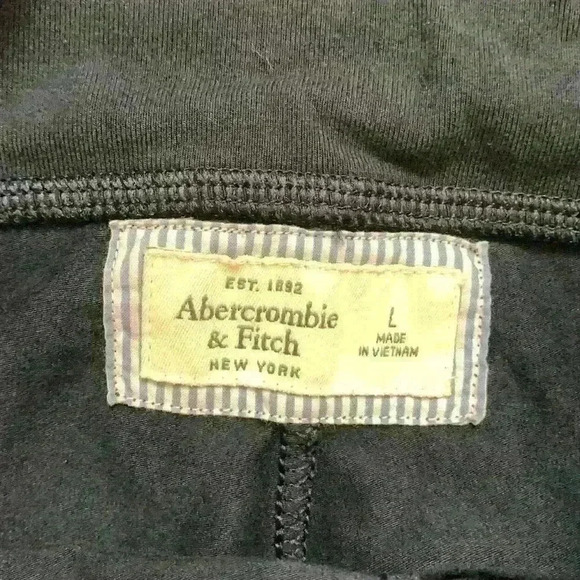 EST. 1892
Abercrombie
& Fitch
NEW YORK
L
MADE
IN VIETNAM